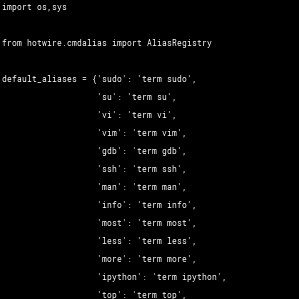 import os,sys
from hotwire.cmdalias import AliasRegistry
default_aliases = {'sudo': 'term sudo',
'su': 'term su',
'vi': 'term vi',
'vim': 'term vim',
'gdb': 'term gdb',
'ssh': 'term ssh',
'man': 'term man',
'info': 'term info',
'most': 'term most',
'less': 'term less',
'more': 'term more',
'ipython': 'term ipython',
'top': 'term top',